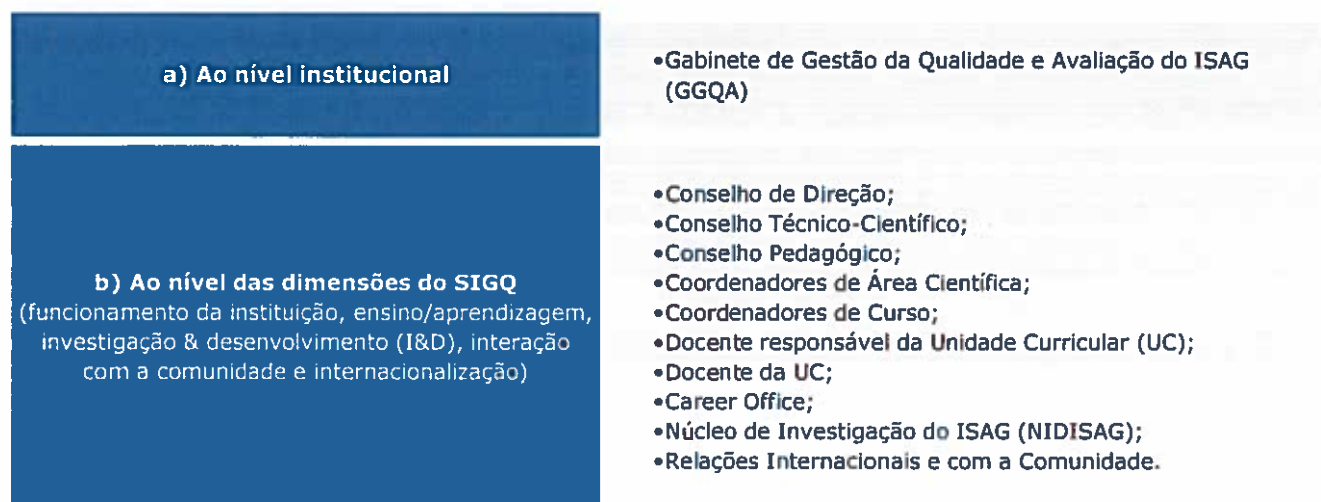 a) Ao nível institucional
•Gabinete de Gestão da Qualidade e Avaliação do ISAG
(GGQA)
b) Ao nível das dimensões do SIGQ
(funcionamento da instituição, ensino/aprendizagem,
investigação & desenvolvimento (I&D), interação
com a comunidade e internacionalização)
•Conselho de Direção;
•Conselho Técnico-Científico;
•Conselho Pedagógico;
•Coordenadores de Área Científica;
•Coordenadores de Curso;
•Docente responsável da Unidade Curricular (UC);
•Docente da UC;
•Career Office;
•Núcleo de Investigação do ISAG (NIDISAG);
•Relações Internacionais e com a Comunidade.